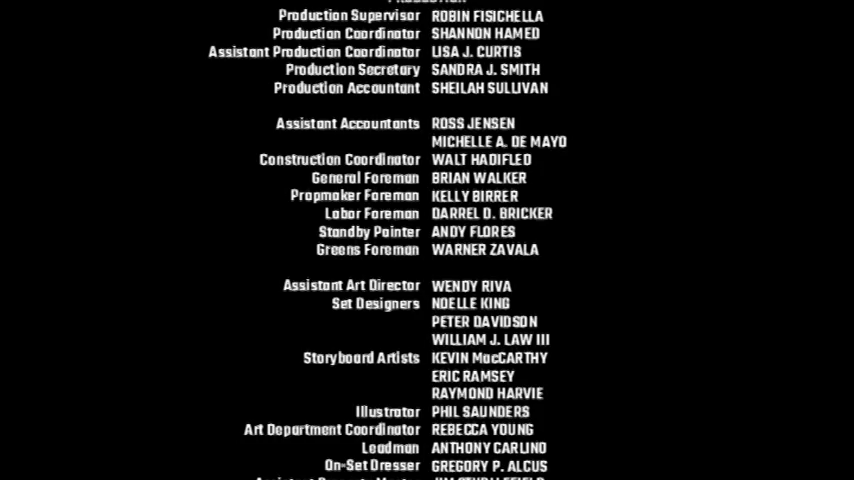 Production Supervisor ROBIN FISICHELLA
Production Coordinator SHANNON HAMED
Assistant Production Coordinator LISA J. CURTIS
Production Secretary SANDRA J. SMITH
Production Accountant SHEILAH SULLIVAN
Assistant Accountants ROSS JENSEN
MICHELLE A. DE MAYO
Construction Coordinator WALT HADIFLED
General Foreman BRIAN WALKER
Propmaker Foreman KELLY BIRRER
Labor Foreman DARREL D. BRICKER
Standby Painter ANDY FLORES
Greens Foreman WARNER ZAVALA
Assistant Art Director WENDY RIVA
Set Designers NOELLE KING
PETER DAVIDSON
WILLIAM J. LAW III
Storyboard Artists KEVIN MacCARTHY
ERIC RAMSEY
RAYMOND HARVIE
Illustrator PHIL SAUNDERS
Art Department Coordinator REBECCA YOUNG
Leadman ANTHONY CARLINO
On-Set Dresser GREGORY P. ALCUS